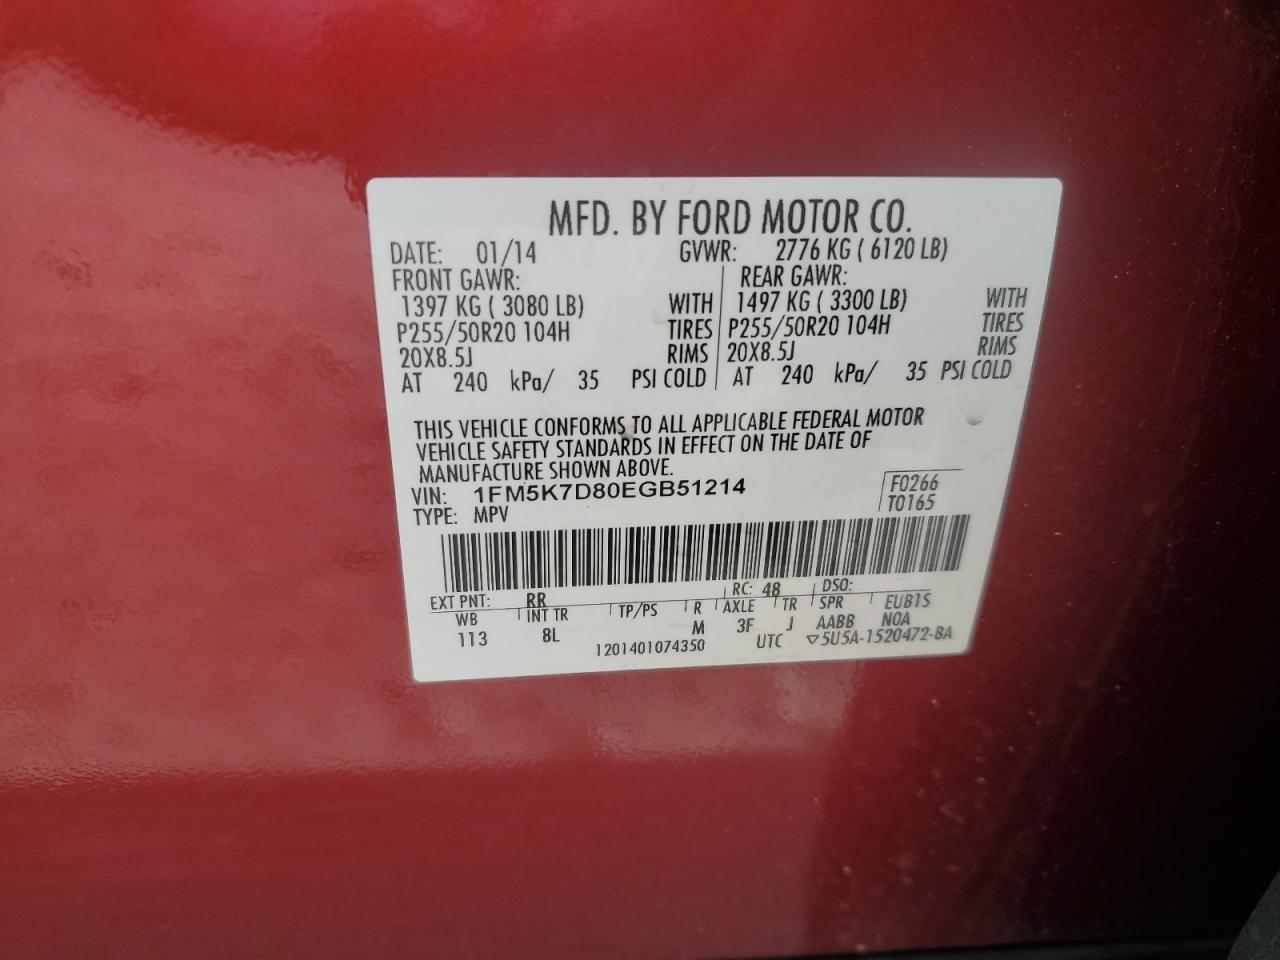 MFD. BY FORD MOTOR CO.
DATE: 01/14 GVWR: 2776 KG ( 6120 LB)
FRONT GAWR: REAR GAWR:
1397 KG ( 3080 LB) WITH 1497 KG ( 3300 LB) WITH
P255/50R20 104H TIRES P255/50R20 104H TIRES
20X8.5J RIMS 20X8.5J RIMS
AT 240 kPa/ 35 PSI COLD AT 240 kPa/ 35 PSI COLD
THIS VEHICLE CONFORMS TO ALL APPLICABLE FEDERAL MOTOR
VEHICLE SAFETY STANDARDS IN EFFECT ON THE DATE OF
MANUFACTURE SHOWN ABOVE.
VIN: 1FM5K7D80EGB51214 F0266
TYPE: MPV T0165
EXT PNT: RR RC: 48 DSO:
WB INT TR TP/PS R AXLE TR SPR EUB1S
113 8L M 3F J AABB NOA
1201401074350 UTC ▽5U5A-1520472-BA